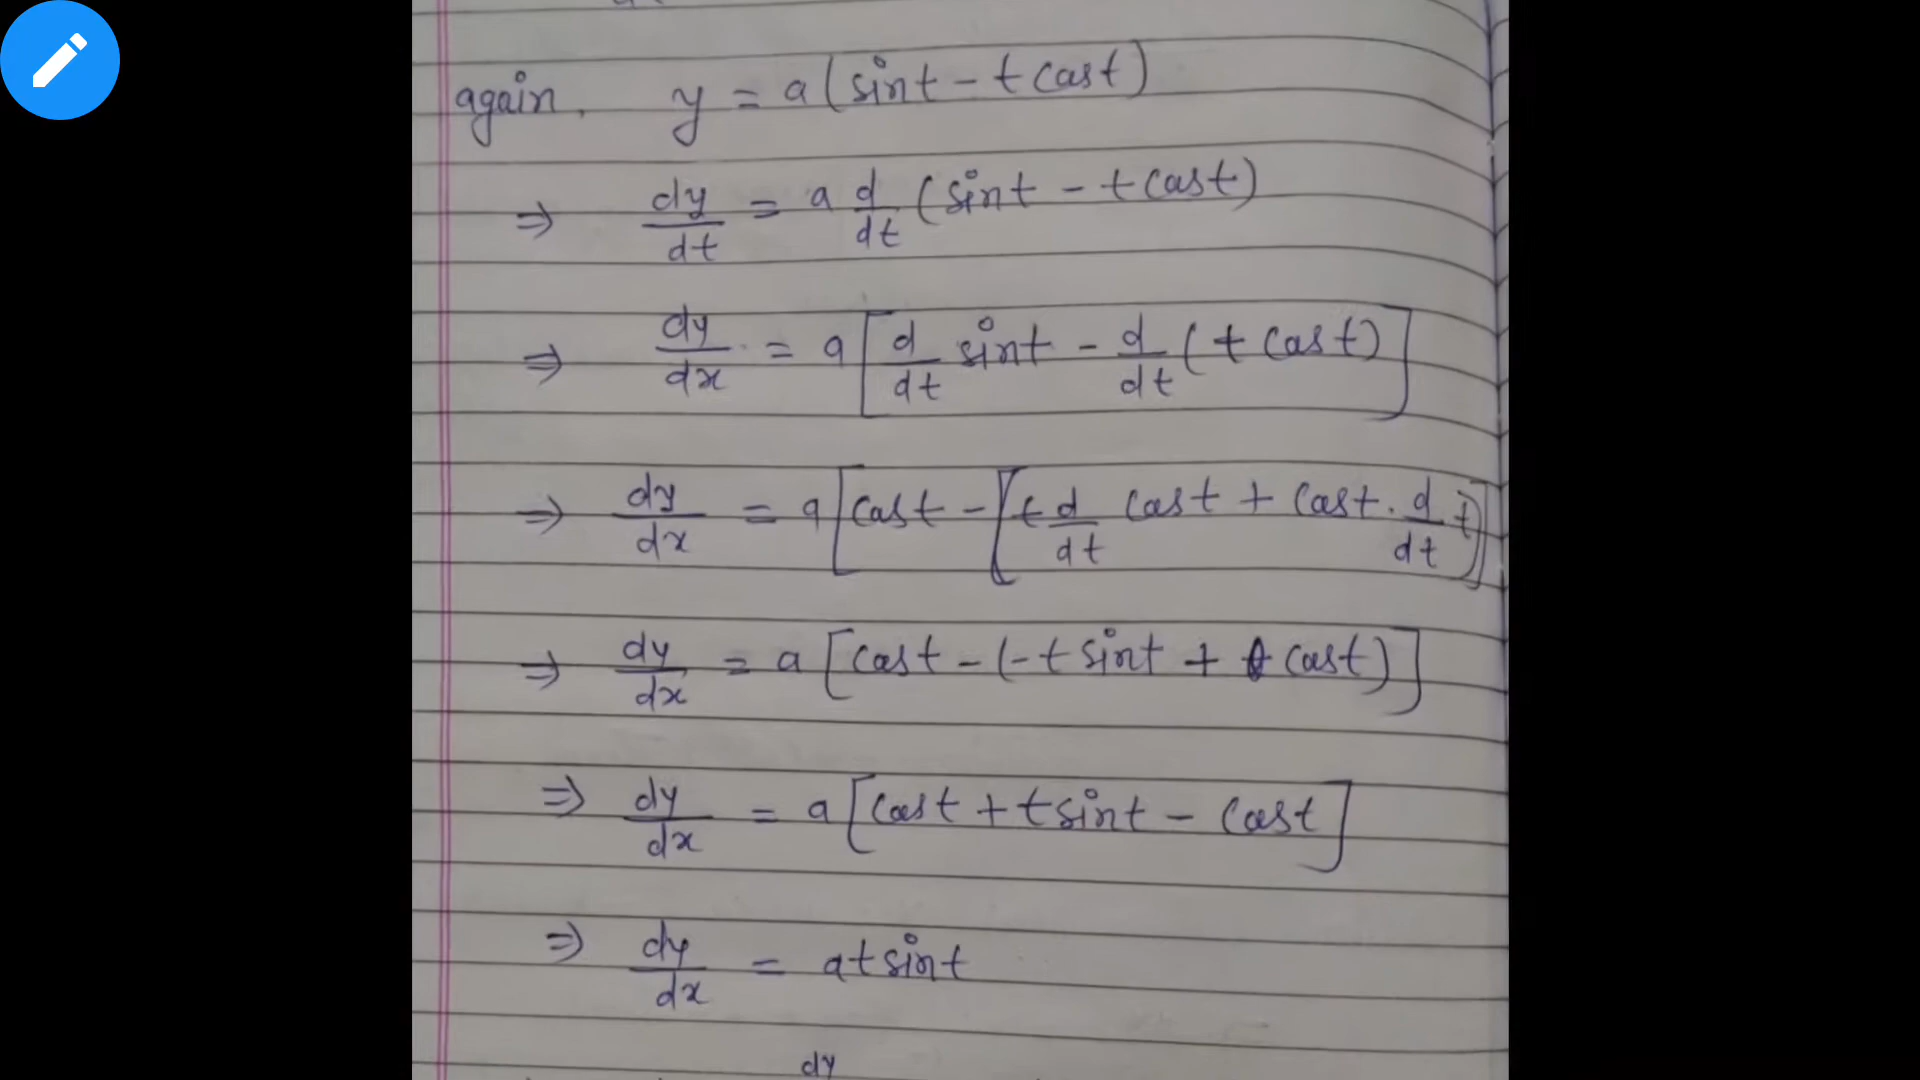 again, y = a(sint - t cost)
⇒ dy/dt = a d/dt (sint - t cost)
⇒ dy/dx = a[d/dt sint - d/dt (t cost)]
⇒ dy/dx = a[cost - [t d/dt cost + cost . d/dt t]]
⇒ dy/dx = a[cost - (-t sint + cost)]
⇒ dy/dx = a[cost + t sint - cost]
⇒ dy/dx = at sint
dy